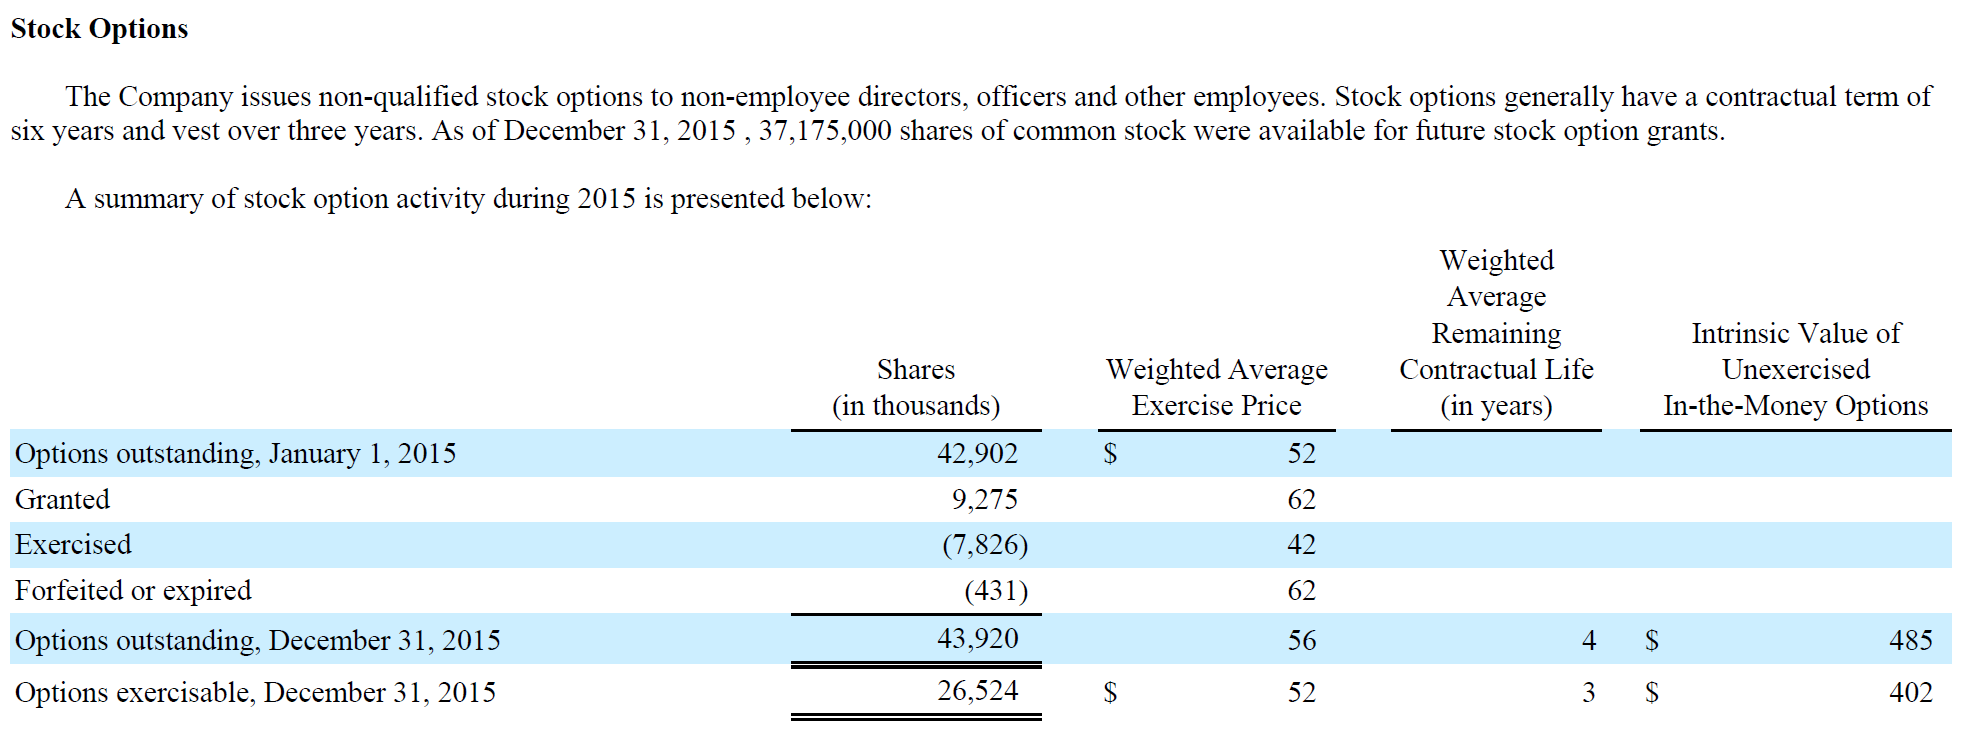 Stock Options
The Company issues non-qualified stock options to non-employee directors, officers and other employees. Stock options generally have a contractual term of
six years and vest over three years. As of December 31, 2015 , 37,175,000 shares of common stock were available for future stock option grants.
A summary of stock option activity during 2015 is presented below:
Weighted
Average
Remaining Intrinsic Value of
Shares Weighted Average Contractual Life Unexercised
(in thousands) Exercise Price (in years) In-the-Money Options
Options outstanding, January 1, 2015 42,902 $ 52
Granted 9,275 62
Exercised (7,826) 42
Forfeited or expired (431) 62
Options outstanding, December 31, 2015 43,920 56 4 $ 485
Options exercisable, December 31, 2015 26,524 $ 52 3 $ 402